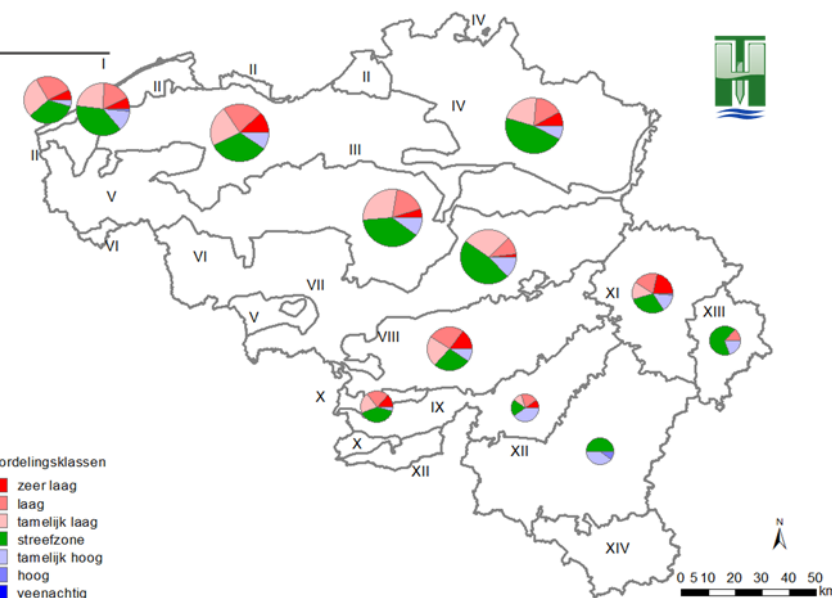 IV
I
II
II
II
IV
III
II
V
VI
VI
VII
XI
XIII
V
VIII
X
IX
X
XII
XII
XIV
ordelingsklassen
zeer laag
laag
tamelijk laag
streefzone
tamelijk hoog
hoog
veenachtig
N
0 5 10 20 30 40 50
km